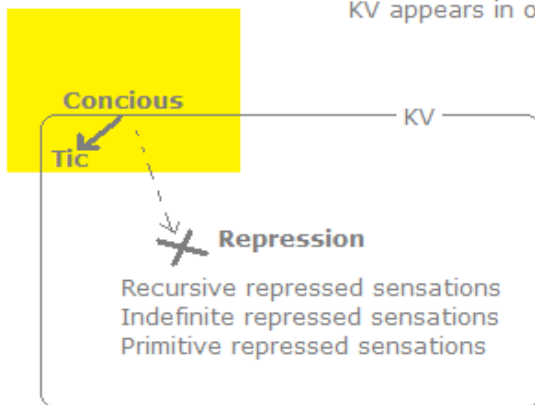 KV appears in o
Concious
KV
Tic
Repression
Recursive repressed sensations
Indefinite repressed sensations
Primitive repressed sensations